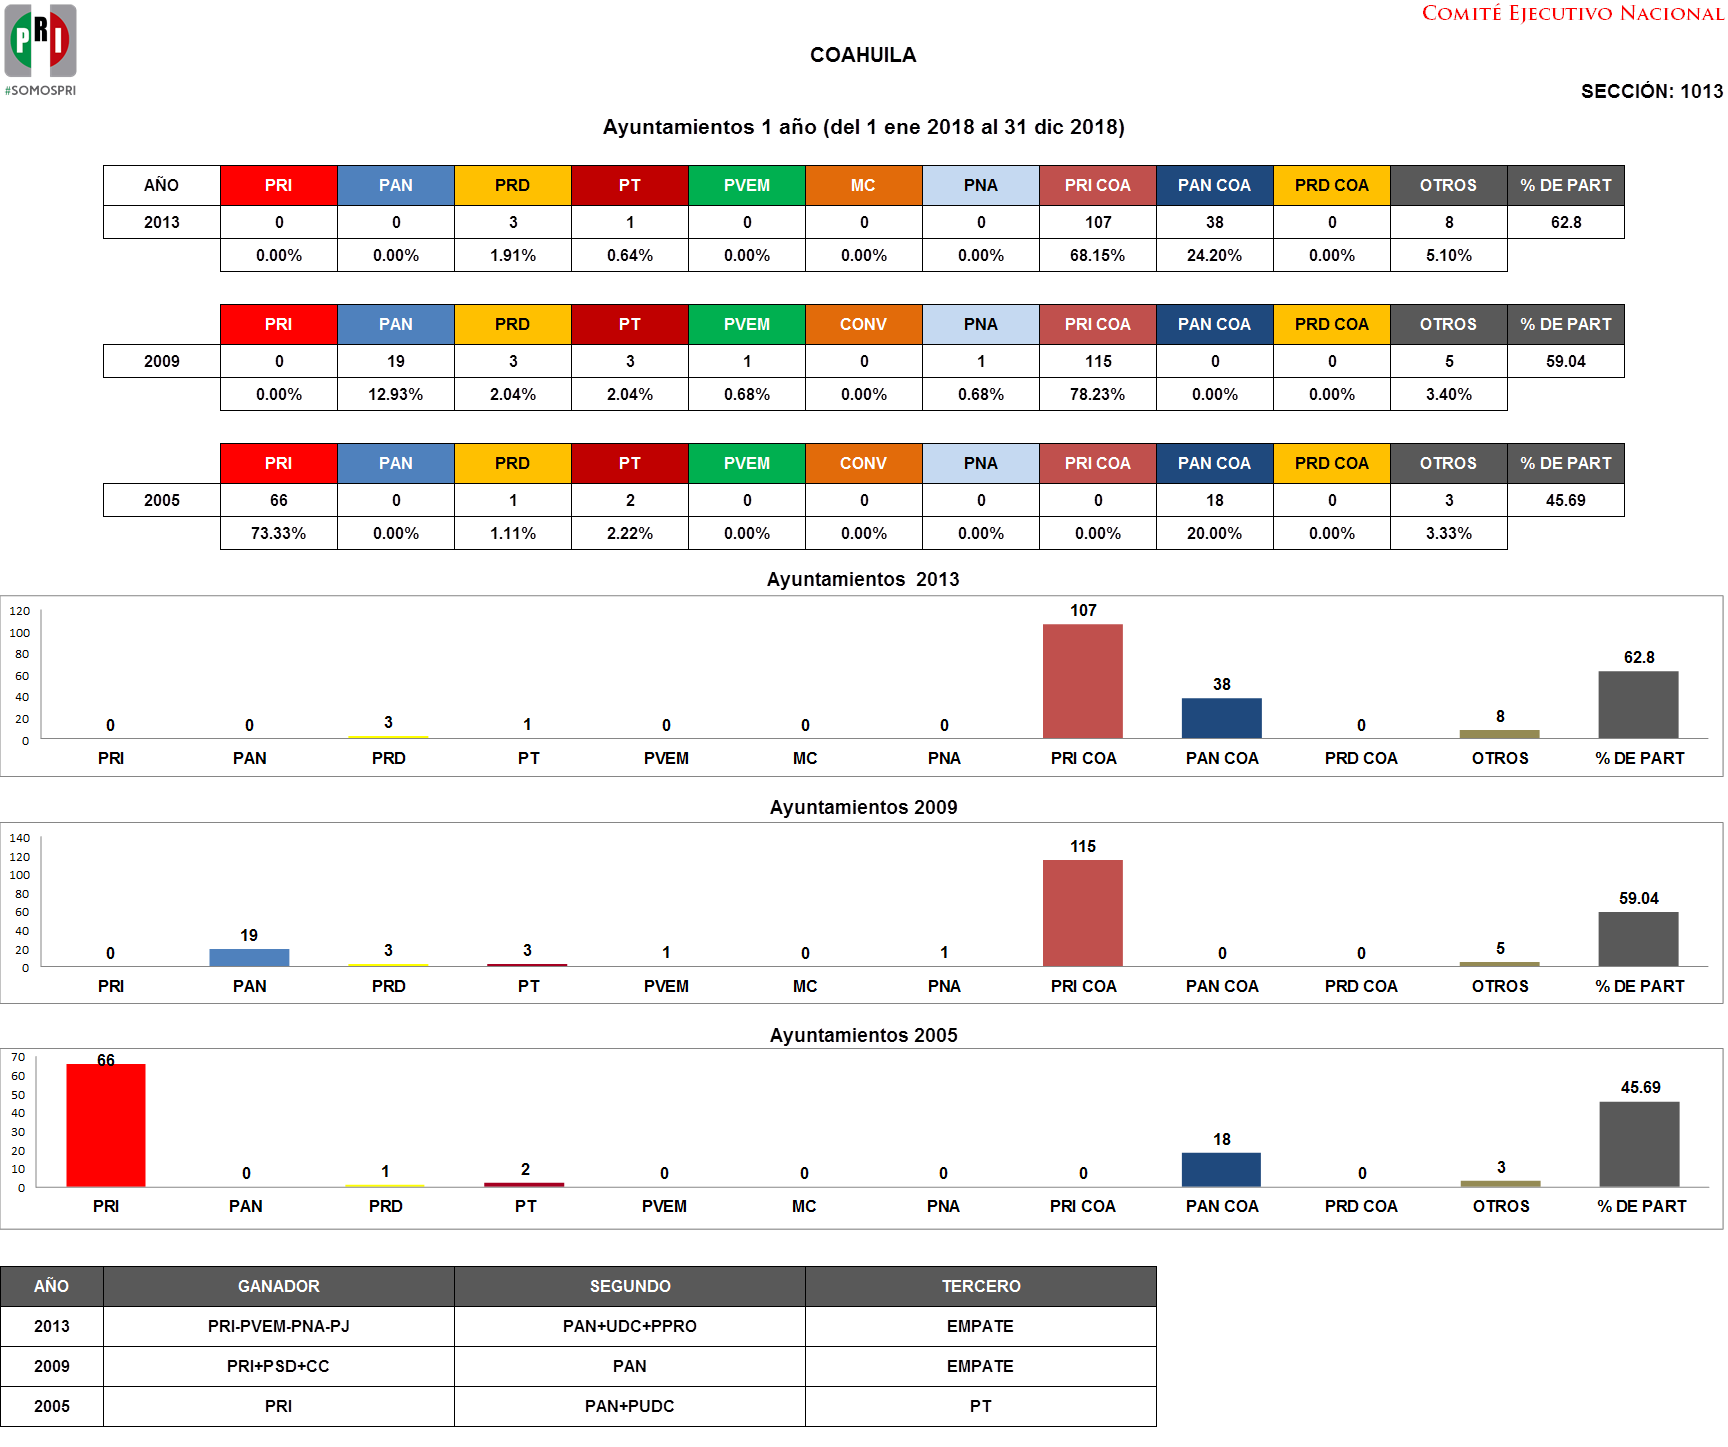 PRI
#SOMOSPRI
COMITÉ EJECUTIVO NACIONAL
COAHUILA
SECCIÓN: 1013
Ayuntamientos 1 año (del 1 ene 2018 al 31 dic 2018)
AÑO PRI PAN PRD PT PVEM MC PNA PRI COA PAN COA PRD COA OTROS % DE PART
2013 0 0 3 1 0 0 0 107 38 0 8 62.8
0.00% 0.00% 1.91% 0.64% 0.00% 0.00% 0.00% 68.15% 24.20% 0.00% 5.10%
PRI PAN PRD PT PVEM CONV PNA PRI COA PAN COA PRD COA OTROS % DE PART
2009 0 19 3 3 1 0 1 115 0 0 5 59.04
0.00% 12.93% 2.04% 2.04% 0.68% 0.00% 0.68% 78.23% 0.00% 0.00% 3.40%
PRI PAN PRD PT PVEM CONV PNA PRI COA PAN COA PRD COA OTROS % DE PART
2005 66 0 1 2 0 0 0 0 18 0 3 45.69
73.33% 0.00% 1.11% 2.22% 0.00% 0.00% 0.00% 0.00% 20.00% 0.00% 3.33%
Ayuntamientos 2013
120
100
80
60
40
20
0
0 0 3 1 0 0 0 107 38 0 8 62.8
PRI PAN PRD PT PVEM MC PNA PRI COA PAN COA PRD COA OTROS % DE PART
Ayuntamientos 2009
140
120
100
80
60
40
20
0
0 19 3 3 1 0 1 115 0 0 5 59.04
PRI PAN PRD PT PVEM MC PNA PRI COA PAN COA PRD COA OTROS % DE PART
Ayuntamientos 2005
70
60
50
40
30
20
10
0
66 0 1 2 0 0 0 0 18 0 3 45.69
PRI PAN PRD PT PVEM MC PNA PRI COA PAN COA PRD COA OTROS % DE PART
AÑO GANADOR SEGUNDO TERCERO
2013 PRI-PVEM-PNA-PJ PAN+UDC+PPRO EMPATE
2009 PRI+PSD+CC PAN EMPATE
2005 PRI PAN+PUDC PT